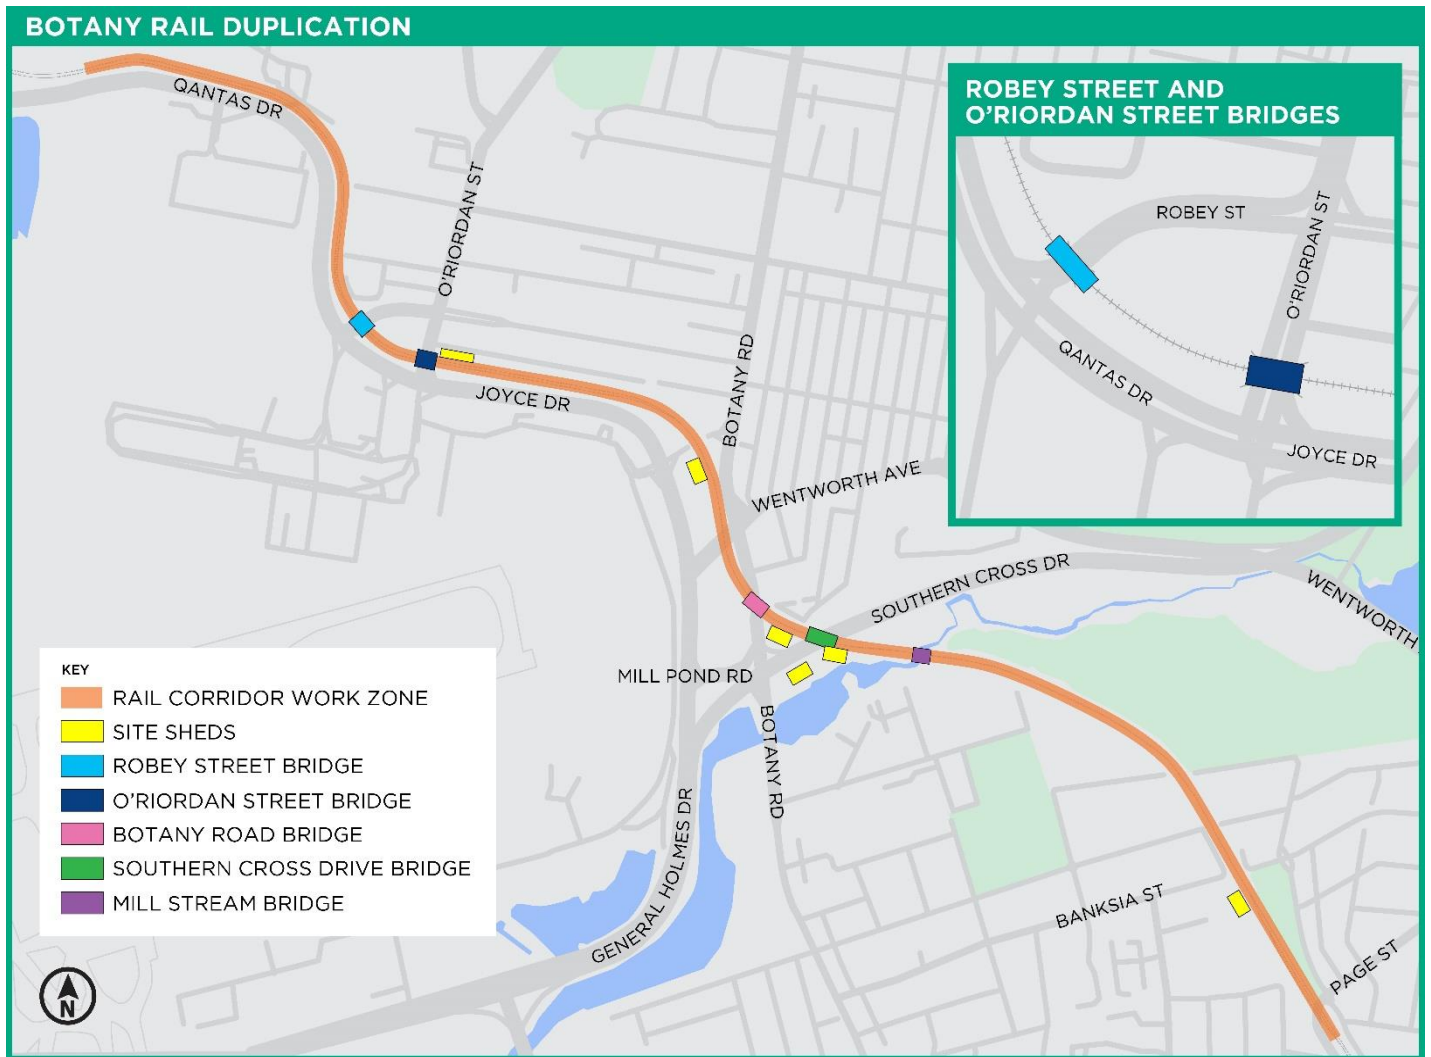 BOTANY RAIL DUPLICATION
QANTAS DR
O'RIORDAN ST
ROBEY STREET AND
O'RIORDAN STREET BRIDGES
ROBEY ST
O'RIORDAN ST
QANTAS DR
JOYCE DR
JOYCE DR
BOTANY RD
WENTWORTH AVE
SOUTHERN CROSS DR
WENTWORTH
MILL POND RD
BOTANY RD
GENERAL HOLMES DR
BANKSIA ST
PAGE ST
KEY
RAIL CORRIDOR WORK ZONE
SITE SHEDS
ROBEY STREET BRIDGE
O'RIORDAN STREET BRIDGE
BOTANY ROAD BRIDGE
SOUTHERN CROSS DRIVE BRIDGE
MILL STREAM BRIDGE
N